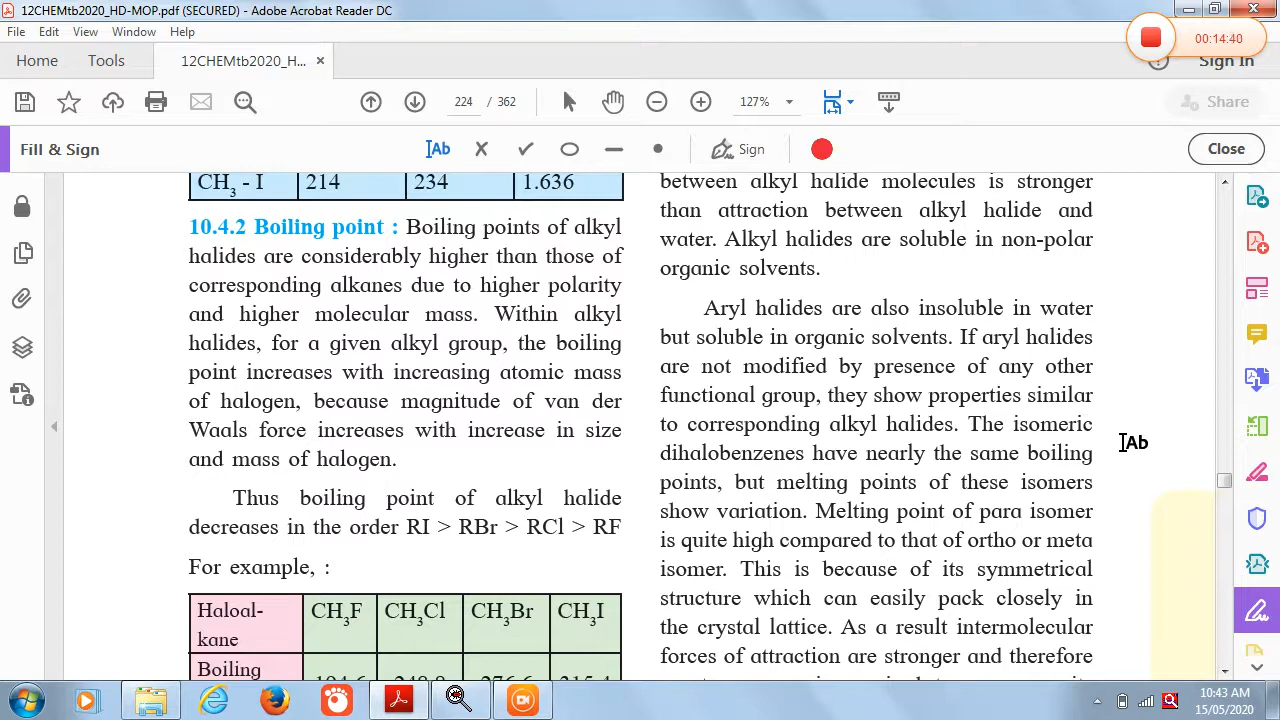 12CHEMtb2020_HD-MOP.pdf (SECURED) - Adobe Acrobat Reader DC
File Edit View Window Help
00:14:40
Home Tools 12CHEMtb2020_H... × Sign In
224 / 362 127% Share
Fill & Sign Ab Sign Close
CH3 - I 214 234 1.636
10.4.2 Boiling point : Boiling points of alkyl
halides are considerably higher than those of
corresponding alkanes due to higher polarity
and higher molecular mass. Within alkyl
halides, for a given alkyl group, the boiling
point increases with increasing atomic mass
of halogen, because magnitude of van der
Waals force increases with increase in size
and mass of halogen.
Thus boiling point of alkyl halide
decreases in the order RI > RBr > RCl > RF
For example, :
Haloal-
kane
CH3F CH3Cl CH3Br CH3I
Boiling
between alkyl halide molecules is stronger
than attraction between alkyl halide and
water. Alkyl halides are soluble in non-polar
organic solvents.
Aryl halides are also insoluble in water
but soluble in organic solvents. If aryl halides
are not modified by presence of any other
functional group, they show properties similar
to corresponding alkyl halides. The isomeric
dihalobenzenes have nearly the same boiling
points, but melting points of these isomers
show variation. Melting point of para isomer
is quite high compared to that of ortho or meta
isomer. This is because of its symmetrical
structure which can easily pack closely in
the crystal lattice. As a result intermolecular
forces of attraction are stronger and therefore
Ab
10:43 AM
15/05/2020